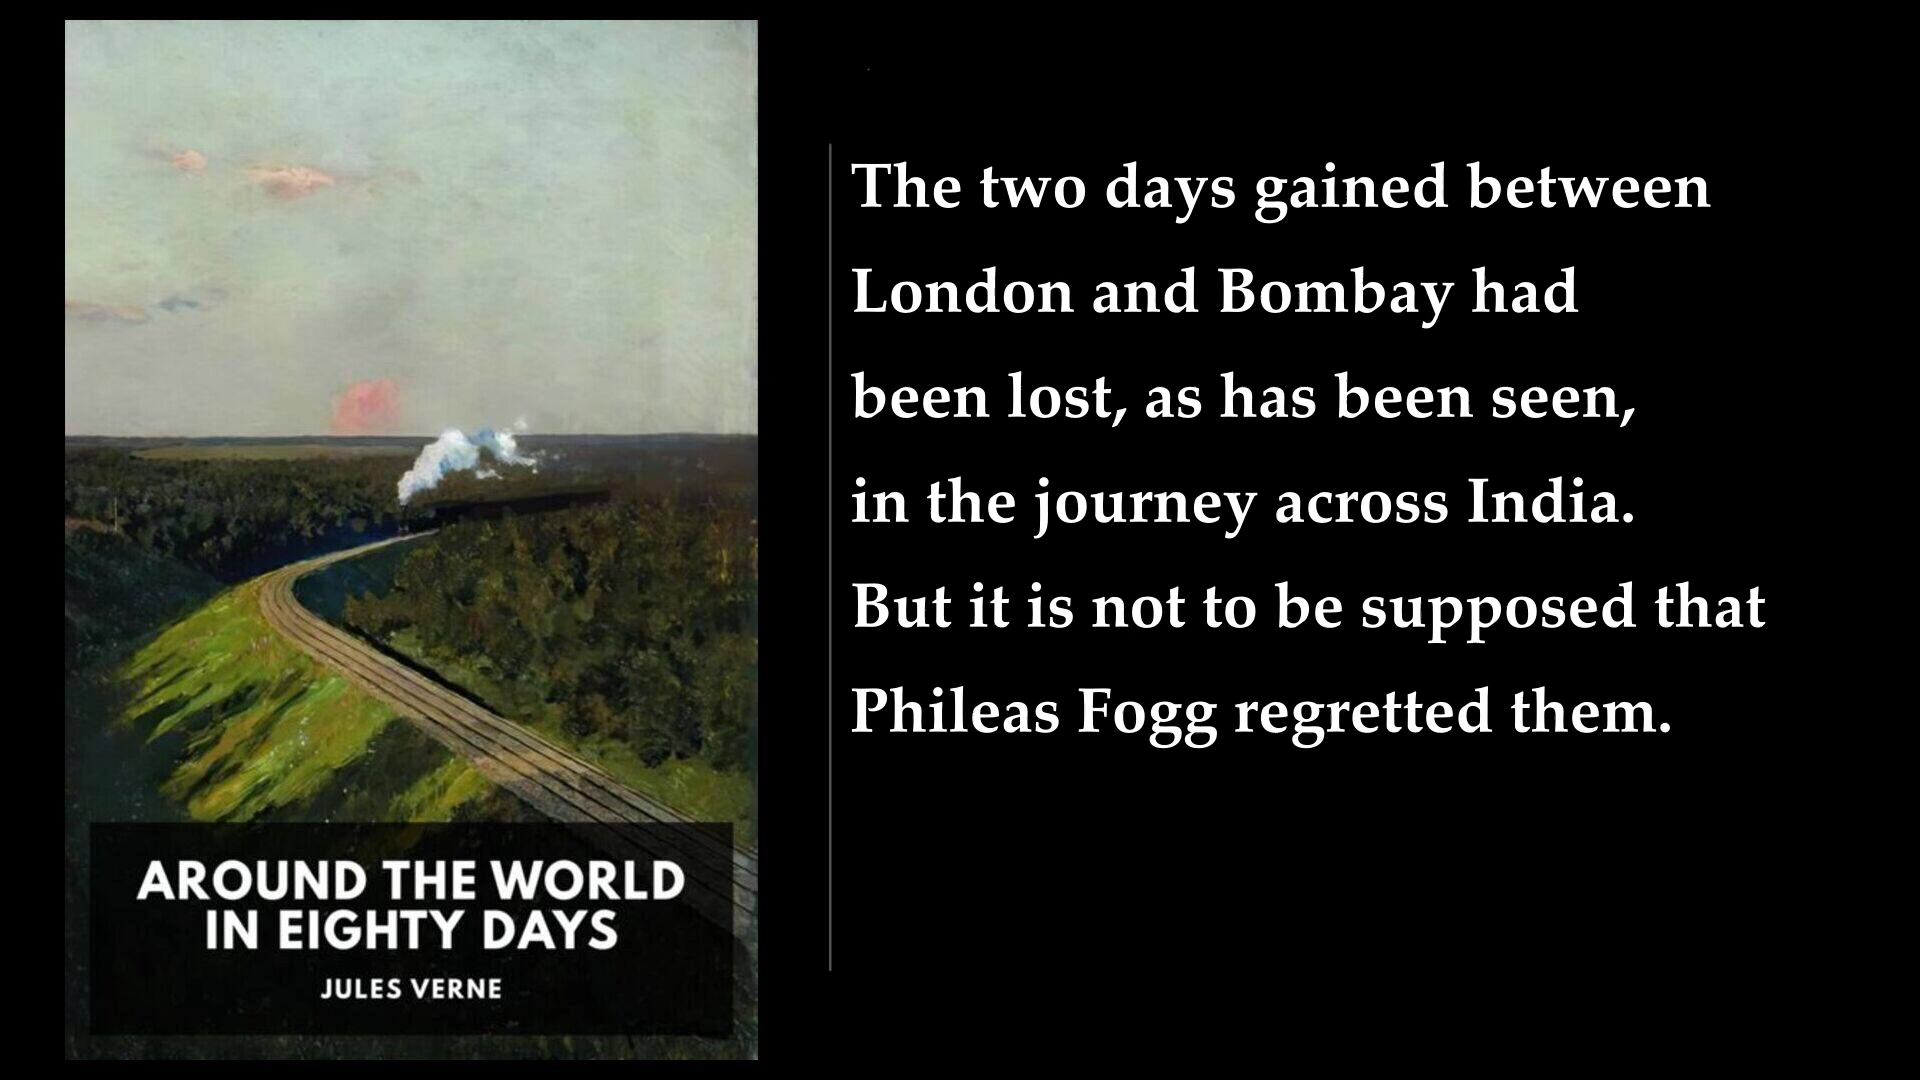 The two days gained between
London and Bombay had
been lost, as has been seen,
in the journey across India.
But it is not to be supposed that
Phileas Fogg regretted them.
AROUND THE WORLD
IN EIGHTY DAYS
JULES VERNE